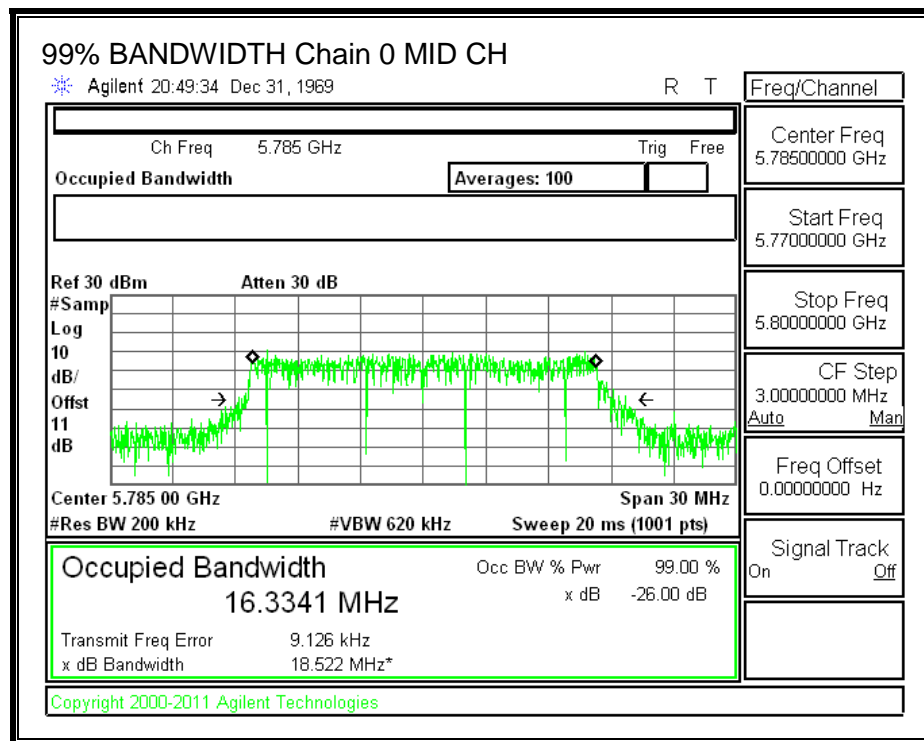 99% BANDWIDTH Chain 0 MID CH
Agilent 20:49:34 Dec 31, 1969 R T
Freq/Channel
Ch Freq 5.785 GHz Trig Free
Occupied Bandwidth Averages: 100
Center Freq
5.78500000 GHz
Start Freq
5.77000000 GHz
Stop Freq
5.80000000 GHz
CF Step
3.00000000 MHz
Auto Man
Freq Offset
0.00000000 Hz
Signal Track
On Off
Ref 30 dBm Atten 30 dB
#Samp
Log
10
dB/
Offst
11
dB
Center 5.785 00 GHz Span 30 MHz
#Res BW 200 kHz #VBW 620 kHz Sweep 20 ms (1001 pts)
Occupied Bandwidth Occ BW % Pwr 99.00 %
16.3341 MHz x dB -26.00 dB
Transmit Freq Error 9.126 kHz
x dB Bandwidth 18.522 MHz*
Copyright 2000-2011 Agilent Technologies